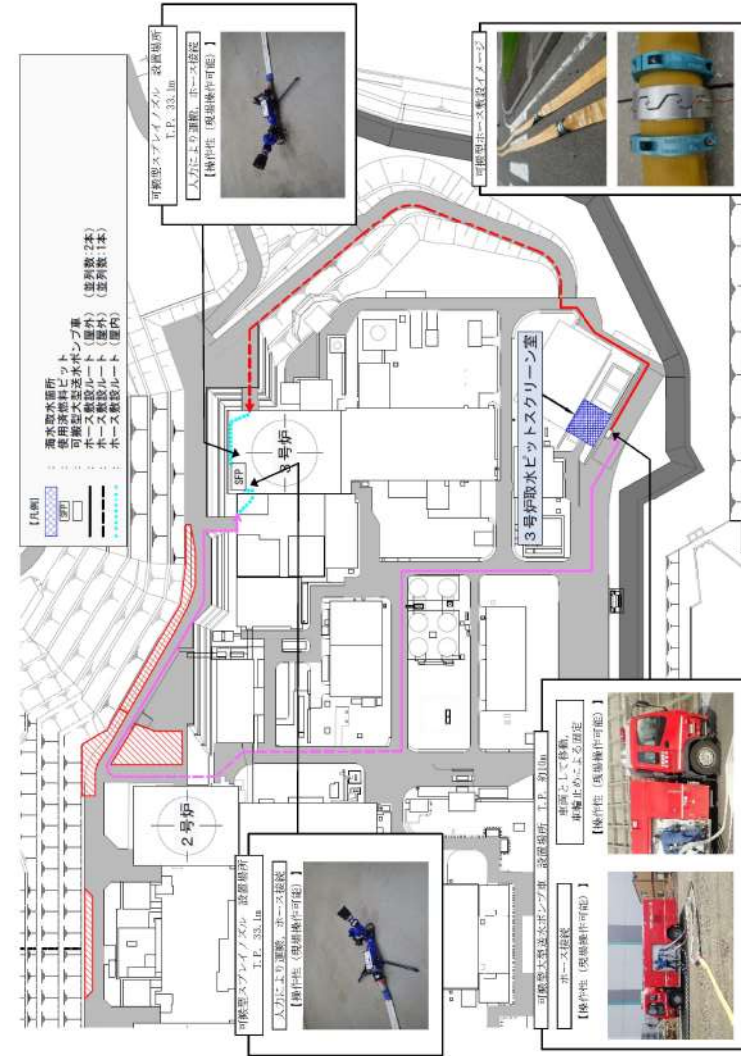 【凡例】
：海水取水箇所
SFP ：使用済燃料ピット
：可搬型大型送水ポンプ車
：ホース敷設ルート（屋外）（並列数：2本）
：ホース敷設ルート（屋外）（並列数：1本）
：ホース敷設ルート（屋内）
可搬型スプレイノズル 設置場所
T.P. 33.1m
人力により運搬，ホース接続
【操作性（現場操作可能）】
可搬型ホース敷設イメージ
SFP
3号炉
3号炉取水ピットスクリーン室
2号炉
可搬型スプレイノズル 設置場所
T.P. 33.1m
人力により運搬，ホース接続
【操作性（現場操作可能）】
可搬型大型送水ポンプ車 設置場所 T.P. 約10m
ホース接続
【操作性（現場操作可能）】
車両として移動，
車輪止めによる固定
【操作性（現場操作可能）】